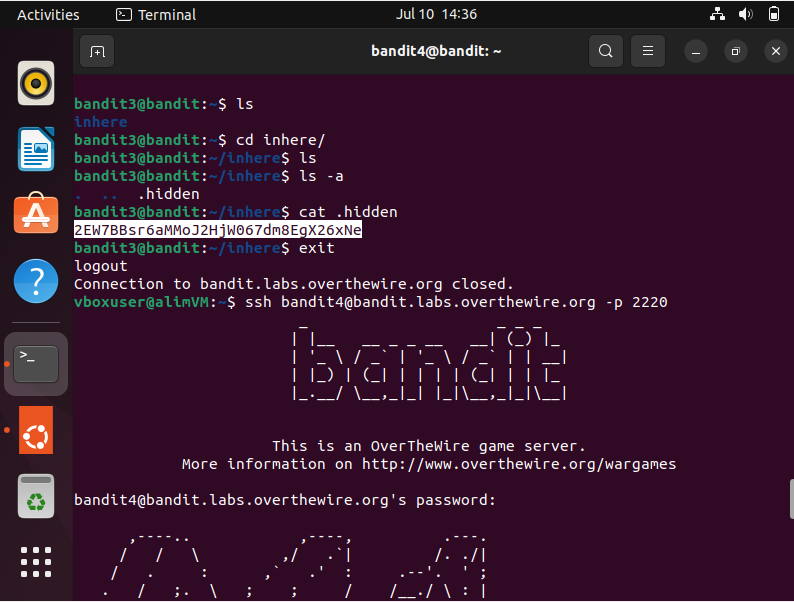 Activities Terminal Jul 10 14:36
bandit4@bandit: ~
bandit3@bandit:~$ ls
inhere
bandit3@bandit:~$ cd inhere/
bandit3@bandit:~/inhere$ ls
bandit3@bandit:~/inhere$ ls -a
. .. .hidden
bandit3@bandit:~/inhere$ cat .hidden
2EW7BBsr6aMMoJ2HjW067dm8EgX26xNe
bandit3@bandit:~/inhere$ exit
logout
Connection to bandit.labs.overthewire.org closed.
vboxuser@alimVM:~$ ssh bandit4@bandit.labs.overthewire.org -p 2220
bandit
This is an OverTheWire game server.
More information on http://www.overthewire.org/wargames
bandit4@bandit.labs.overthewire.org's password: